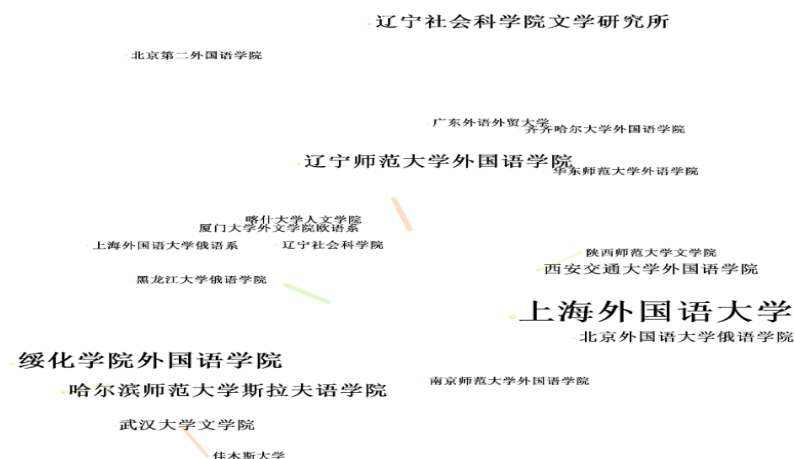 辽宁社会科学院文学研究所
北京第二外国语学院
广东外语外贸大学
齐齐哈尔大学外国语学院
辽宁师范大学外国语学院
华东师范大学外语学院
喀什大学人文学院
厦门大学外文学院欧语系
上海外国语大学俄语系
辽宁社会科学院
陕西师范大学文学院
西安交通大学外国语学院
黑龙江大学俄语学院
上海外国语大学
北京外国语大学俄语学院
绥化学院外国语学院
南京师范大学外国语学院
哈尔滨师范大学斯拉夫语学院
武汉大学文学院
佳木斯大学